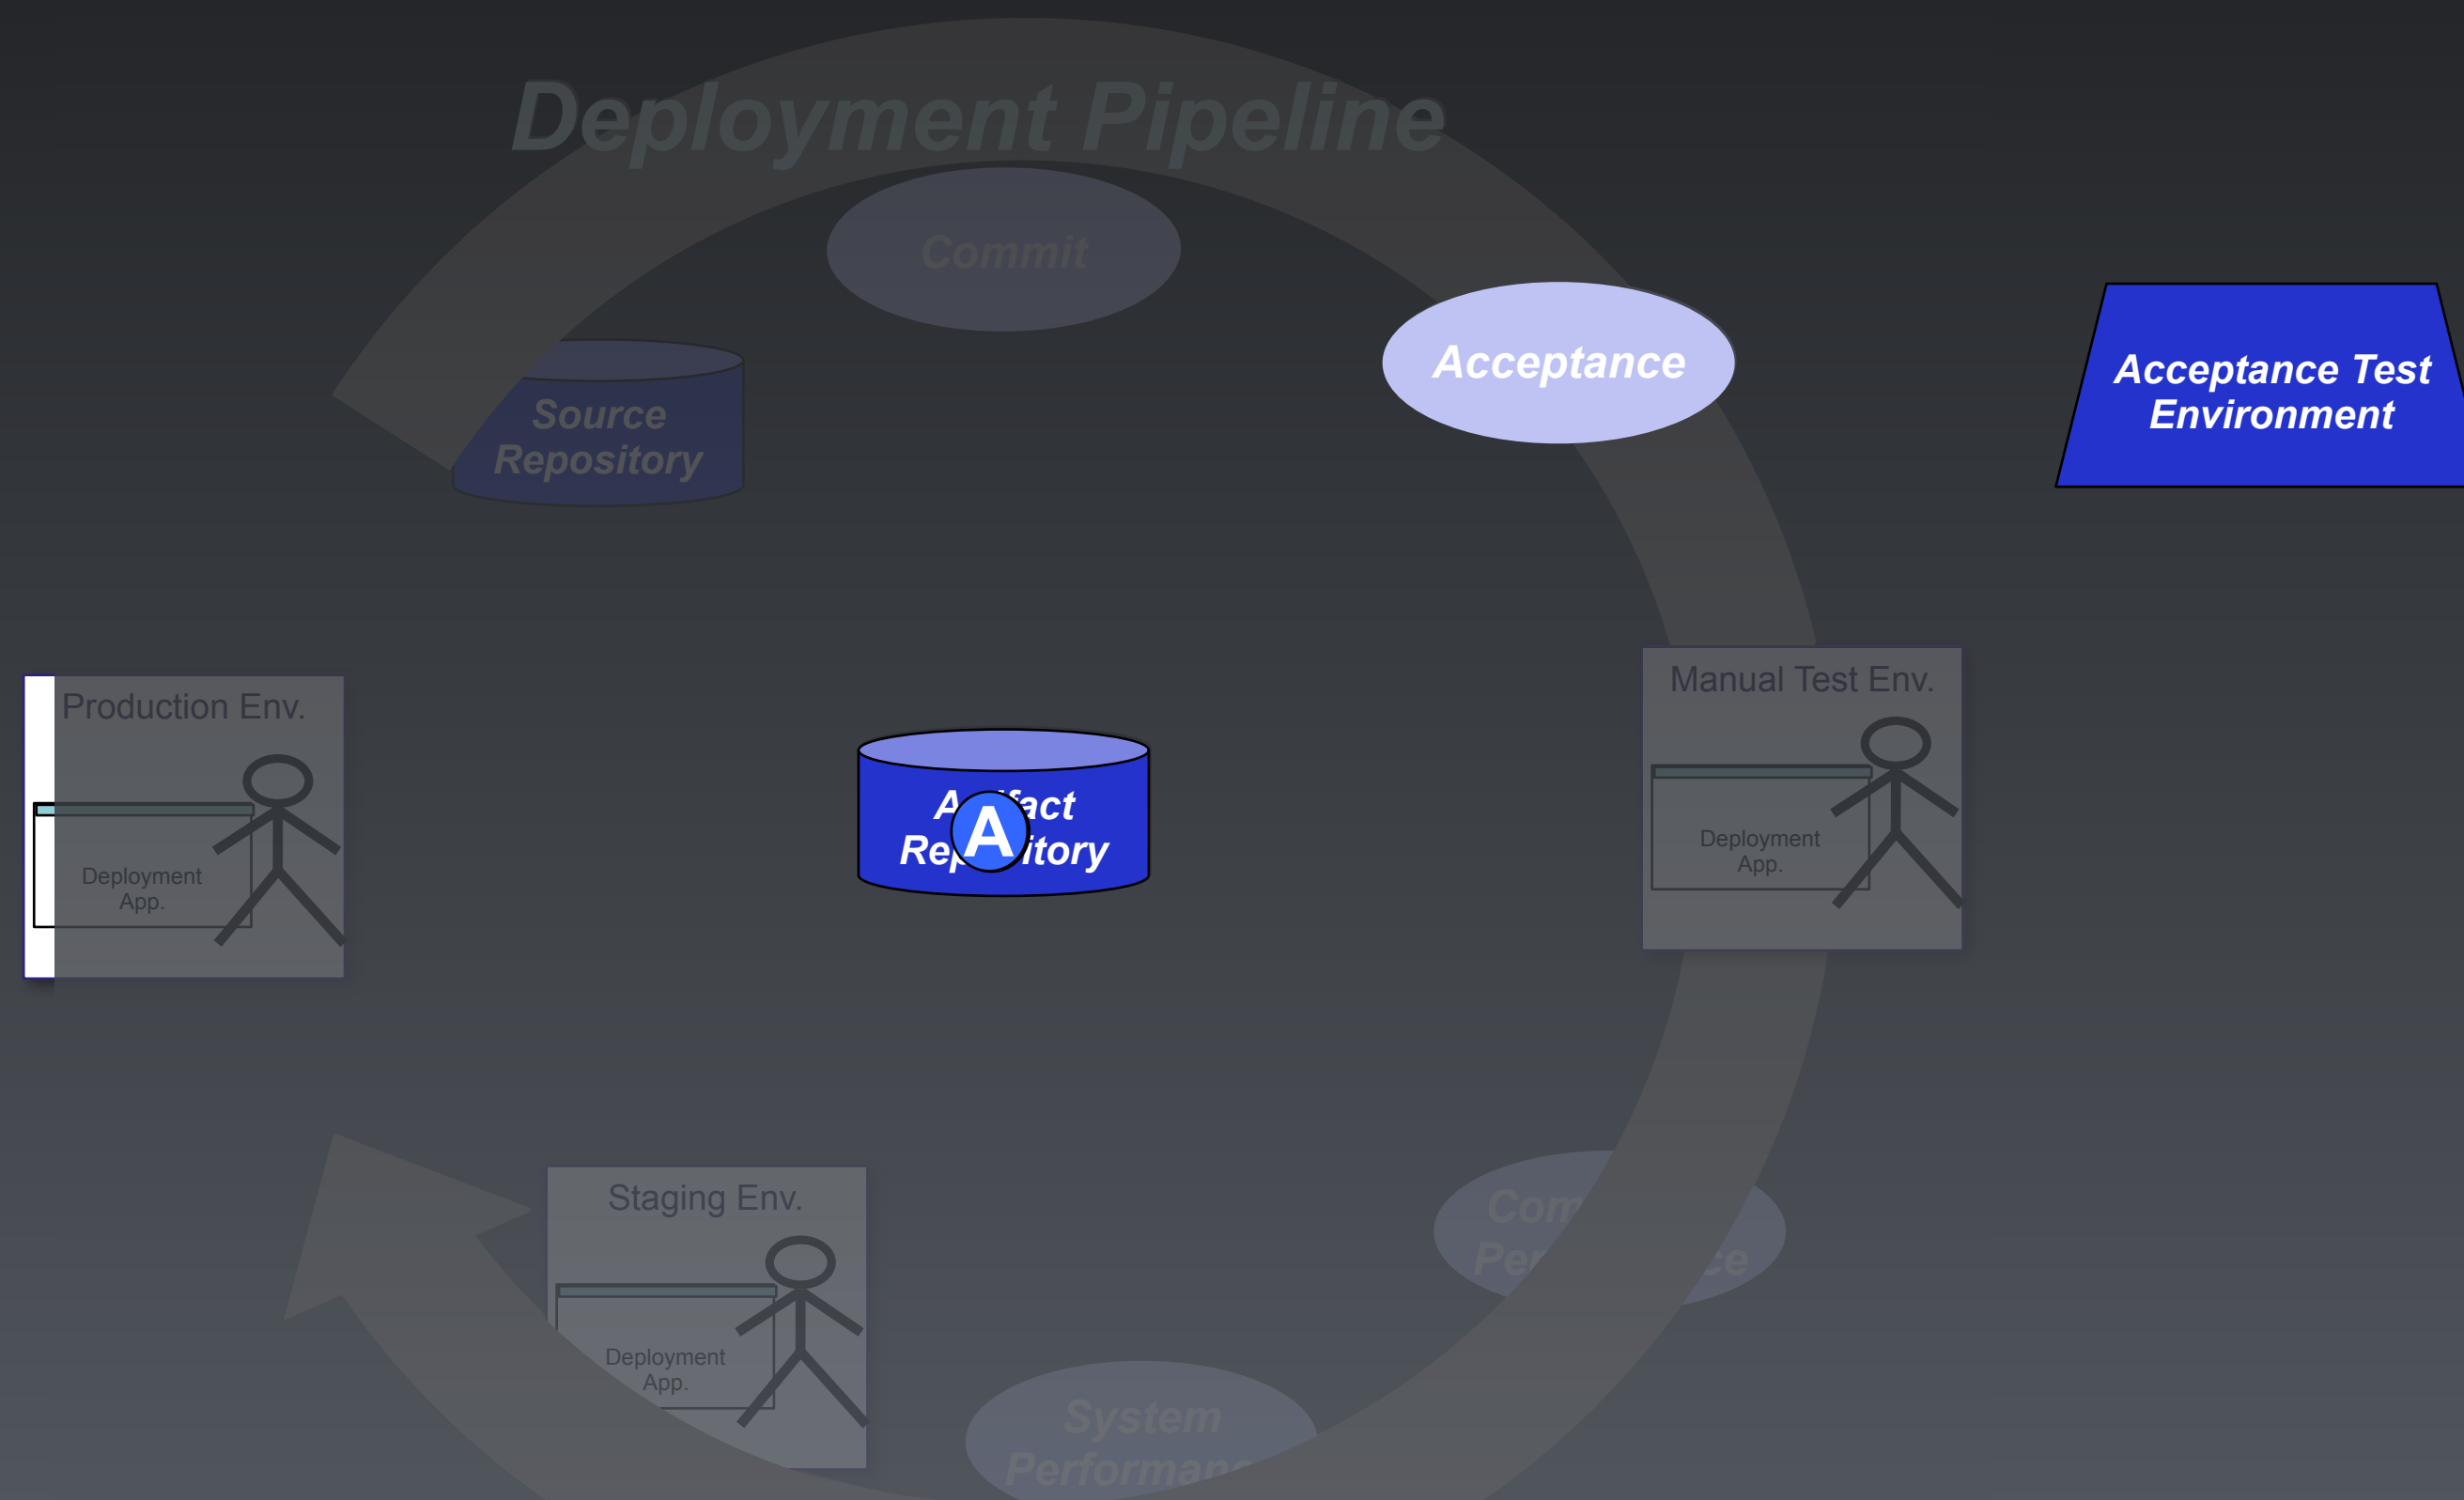 Deployment Pipeline
Commit
Acceptance
Acceptance Test
Environment
Source
Repository
Production Env.
Deployment
App.
A
Manual Test Env.
Deployment
App.
Staging Env.
Deployment
App.
System